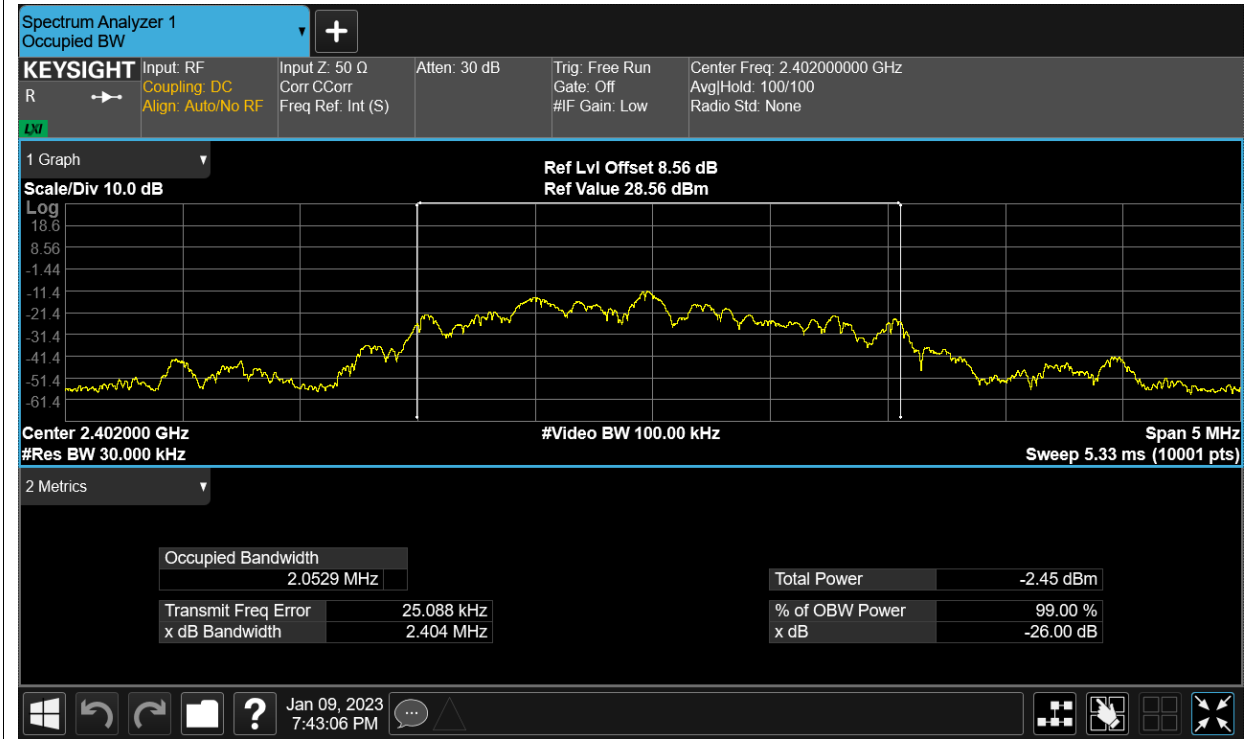 Spectrum Analyzer 1
Occupied BW
KEYSIGHT
R
LXI
Input: RF
Coupling: DC
Align: Auto/No RF
Input Z: 50 Ω
Corr CCorr
Freq Ref: Int (S)
Atten: 30 dB
Trig: Free Run
Gate: Off
#IF Gain: Low
Center Freq: 2.402000000 GHz
Avg|Hold: 100/100
Radio Std: None
1 Graph
Scale/Div 10.0 dB
Ref Lvl Offset 8.56 dB
Ref Value 28.56 dBm
Log
18.6
8.56
-1.44
-11.4
-21.4
-31.4
-41.4
-51.4
-61.4
Center 2.402000 GHz
#Video BW 100.00 kHz
Span 5 MHz
#Res BW 30.000 kHz
Sweep 5.33 ms (10001 pts)
2 Metrics
Occupied Bandwidth
2.0529 MHz
Total Power -2.45 dBm
Transmit Freq Error 25.088 kHz
% of OBW Power 99.00 %
x dB Bandwidth 2.404 MHz
x dB -26.00 dB
?
Jan 09, 2023
7:43:06 PM